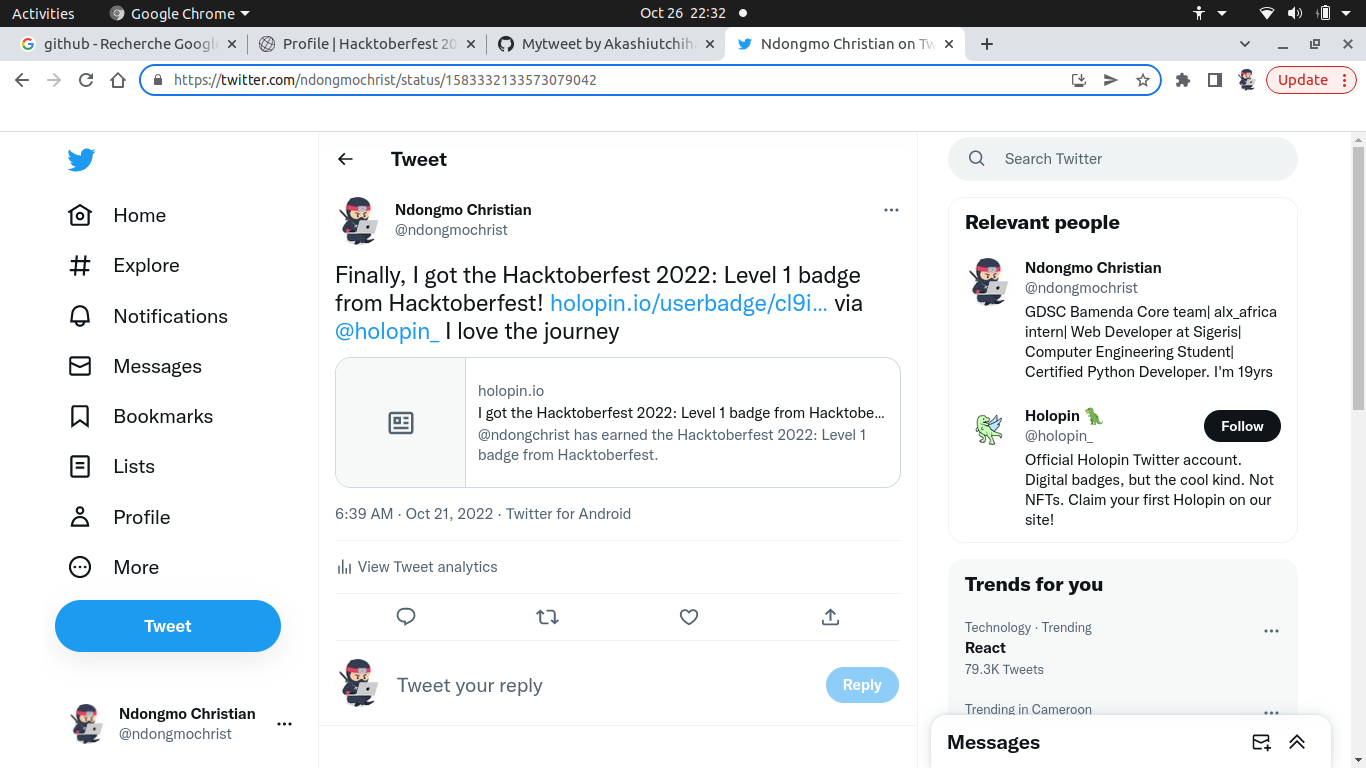 Activities
Google Chrome
Oct 26 22:32
github - Recherche Googl
Profile | Hacktoberfest 20
Mytweet by Akashiutchih
Ndongmo Christian on Tw
https://twitter.com/ndongmochrist/status/1583332133573079042
Update
Home
Explore
Notifications
Messages
Bookmarks
Lists
Profile
More
Tweet
Ndongmo Christian
@ndongmochrist
Tweet
Ndongmo Christian
@ndongmochrist
Finally, I got the Hacktoberfest 2022: Level 1 badge
from Hacktoberfest! holopin.io/userbadge/cl9i... via
@holopin_ I love the journey
holopin.io
I got the Hacktoberfest 2022: Level 1 badge from Hacktobe...
@ndongchrist has earned the Hacktoberfest 2022: Level 1
badge from Hacktoberfest.
6:39 AM · Oct 21, 2022 · Twitter for Android
View Tweet analytics
Tweet your reply
Reply
Search Twitter
Relevant people
Ndongmo Christian
@ndongmochrist
GDSC Bamenda Core team| alx_africa
intern| Web Developer at Sigeris|
Computer Engineering Student|
Certified Python Developer. I'm 19yrs
Holopin
@holopin_
Follow
Official Holopin Twitter account.
Digital badges, but the cool kind. Not
NFTs. Claim your first Holopin on our
site!
Trends for you
Technology · Trending
React
79.3K Tweets
Trending in Cameroon
Messages